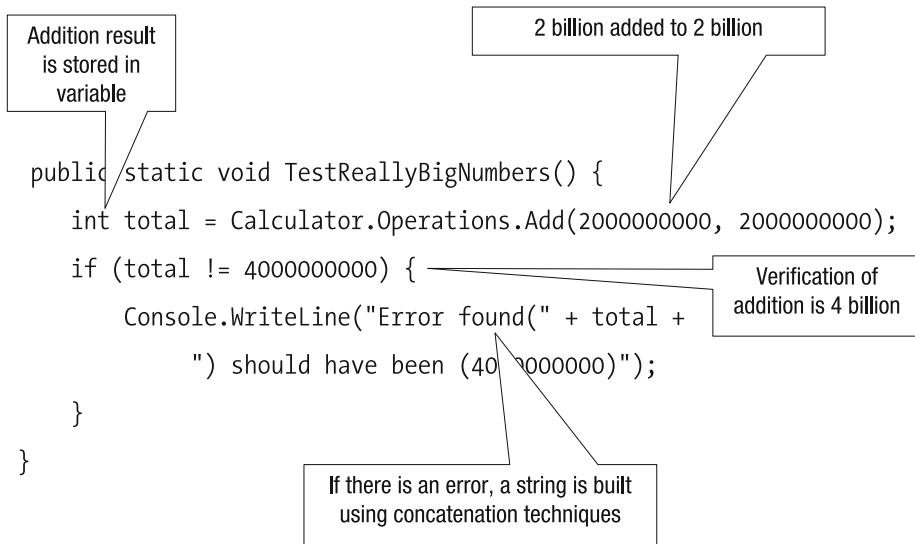 Addition result
is stored in
variable
2 billion added to 2 billion
public static void TestReallyBigNumbers() {
int total = Calculator.Operations.Add(2000000000, 2000000000);
if (total != 4000000000) {
Verification of
addition is 4 billion
Console.WriteLine("Error found(" + total +
") should have been (4000000000)");
}
}
If there is an error, a string is built
using concatenation techniques